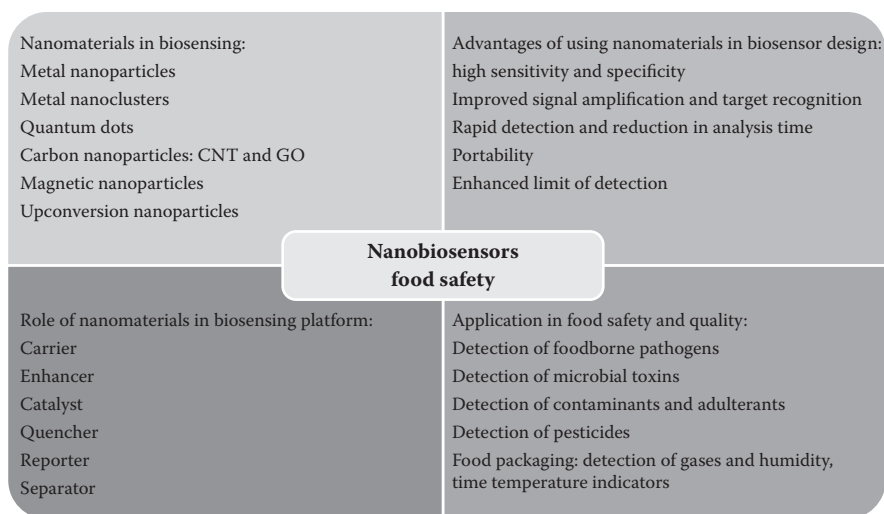 Nanomaterials in biosensing:
Metal nanoparticles
Metal nanoclusters
Quantum dots
Carbon nanoparticles: CNT and GO
Magnetic nanoparticles
Upconversion nanoparticles
Advantages of using nanomaterials in biosensor design:
high sensitivity and specificity
Improved signal amplification and target recognition
Rapid detection and reduction in analysis time
Portability
Enhanced limit of detection
Nanobiosensors
food safety
Role of nanomaterials in biosensing platform:
Carrier
Enhancer
Catalyst
Quencher
Reporter
Separator
Application in food safety and quality:
Detection of foodborne pathogens
Detection of microbial toxins
Detection of contaminants and adulterants
Detection of pesticides
Food packaging: detection of gases and humidity,
time temperature indicators